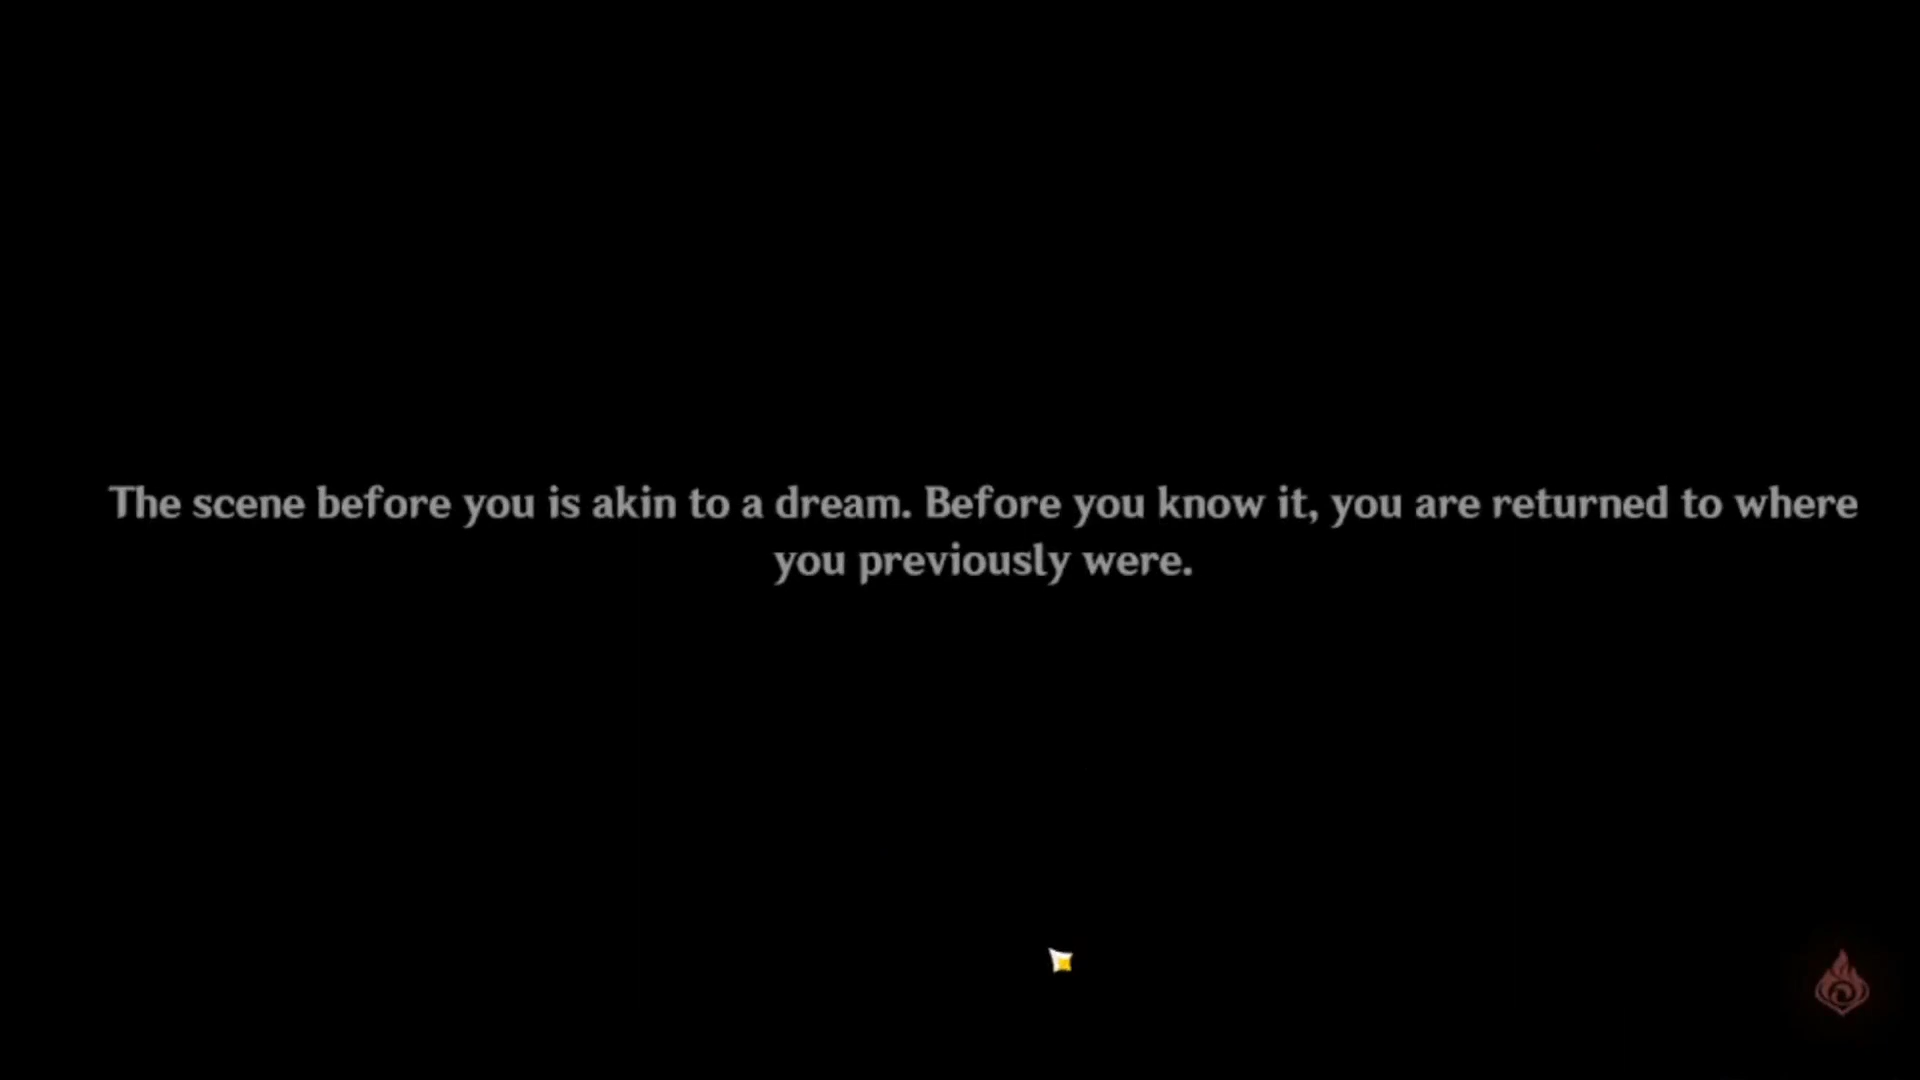 The scene before you is akin to a dream. Before you know it, you are returned to where
you previously were.